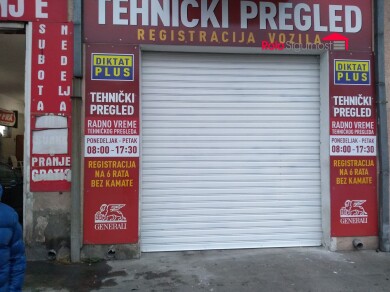 TEHNIČKI PREGLED
REGISTRACIJA VOZILA
SUBOTA
NEDELJA
PRANJE
GRATIS
DIKTAT
PLUS
TEHNIČKI
PREGLED
RADNO VREME
TEHNIČKOG PREGLEDA
PONEDELJAK - PETAK
08:00 - 17:30
REGISTRACIJA
NA 6 RATA
BEZ KAMATE
GENERALI
DIKTAT
PLUS
TEHNIČKI
PREGLED
RADNO VREME
TEHNIČKOG PREGLEDA
PONEDELJAK - PETAK
08:00 - 17:30
REGISTRACIJA
NA 6 RATA
BEZ KAMATE
GENERALI